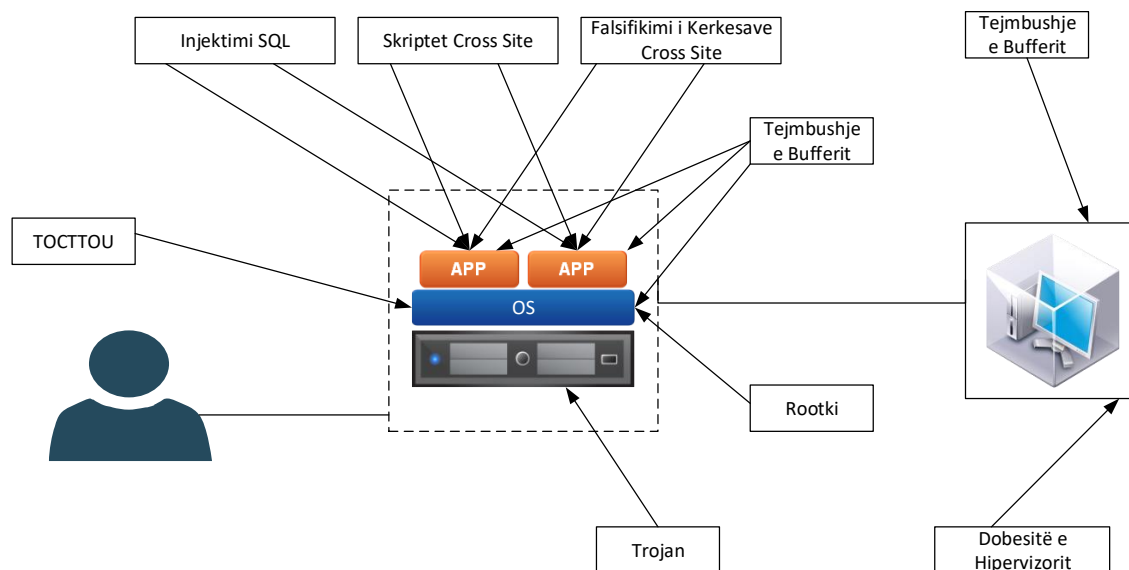 Injektimi SQL
Skriptet Cross Site
Falsifikimi i Kerkesave
Cross Site
Tejmbushje
e Bufferit
Tejmbushje
e Bufferit
TOCTTOU
APP
APP
OS
Rootki
Trojan
Dobesitë e
Hipervizorit